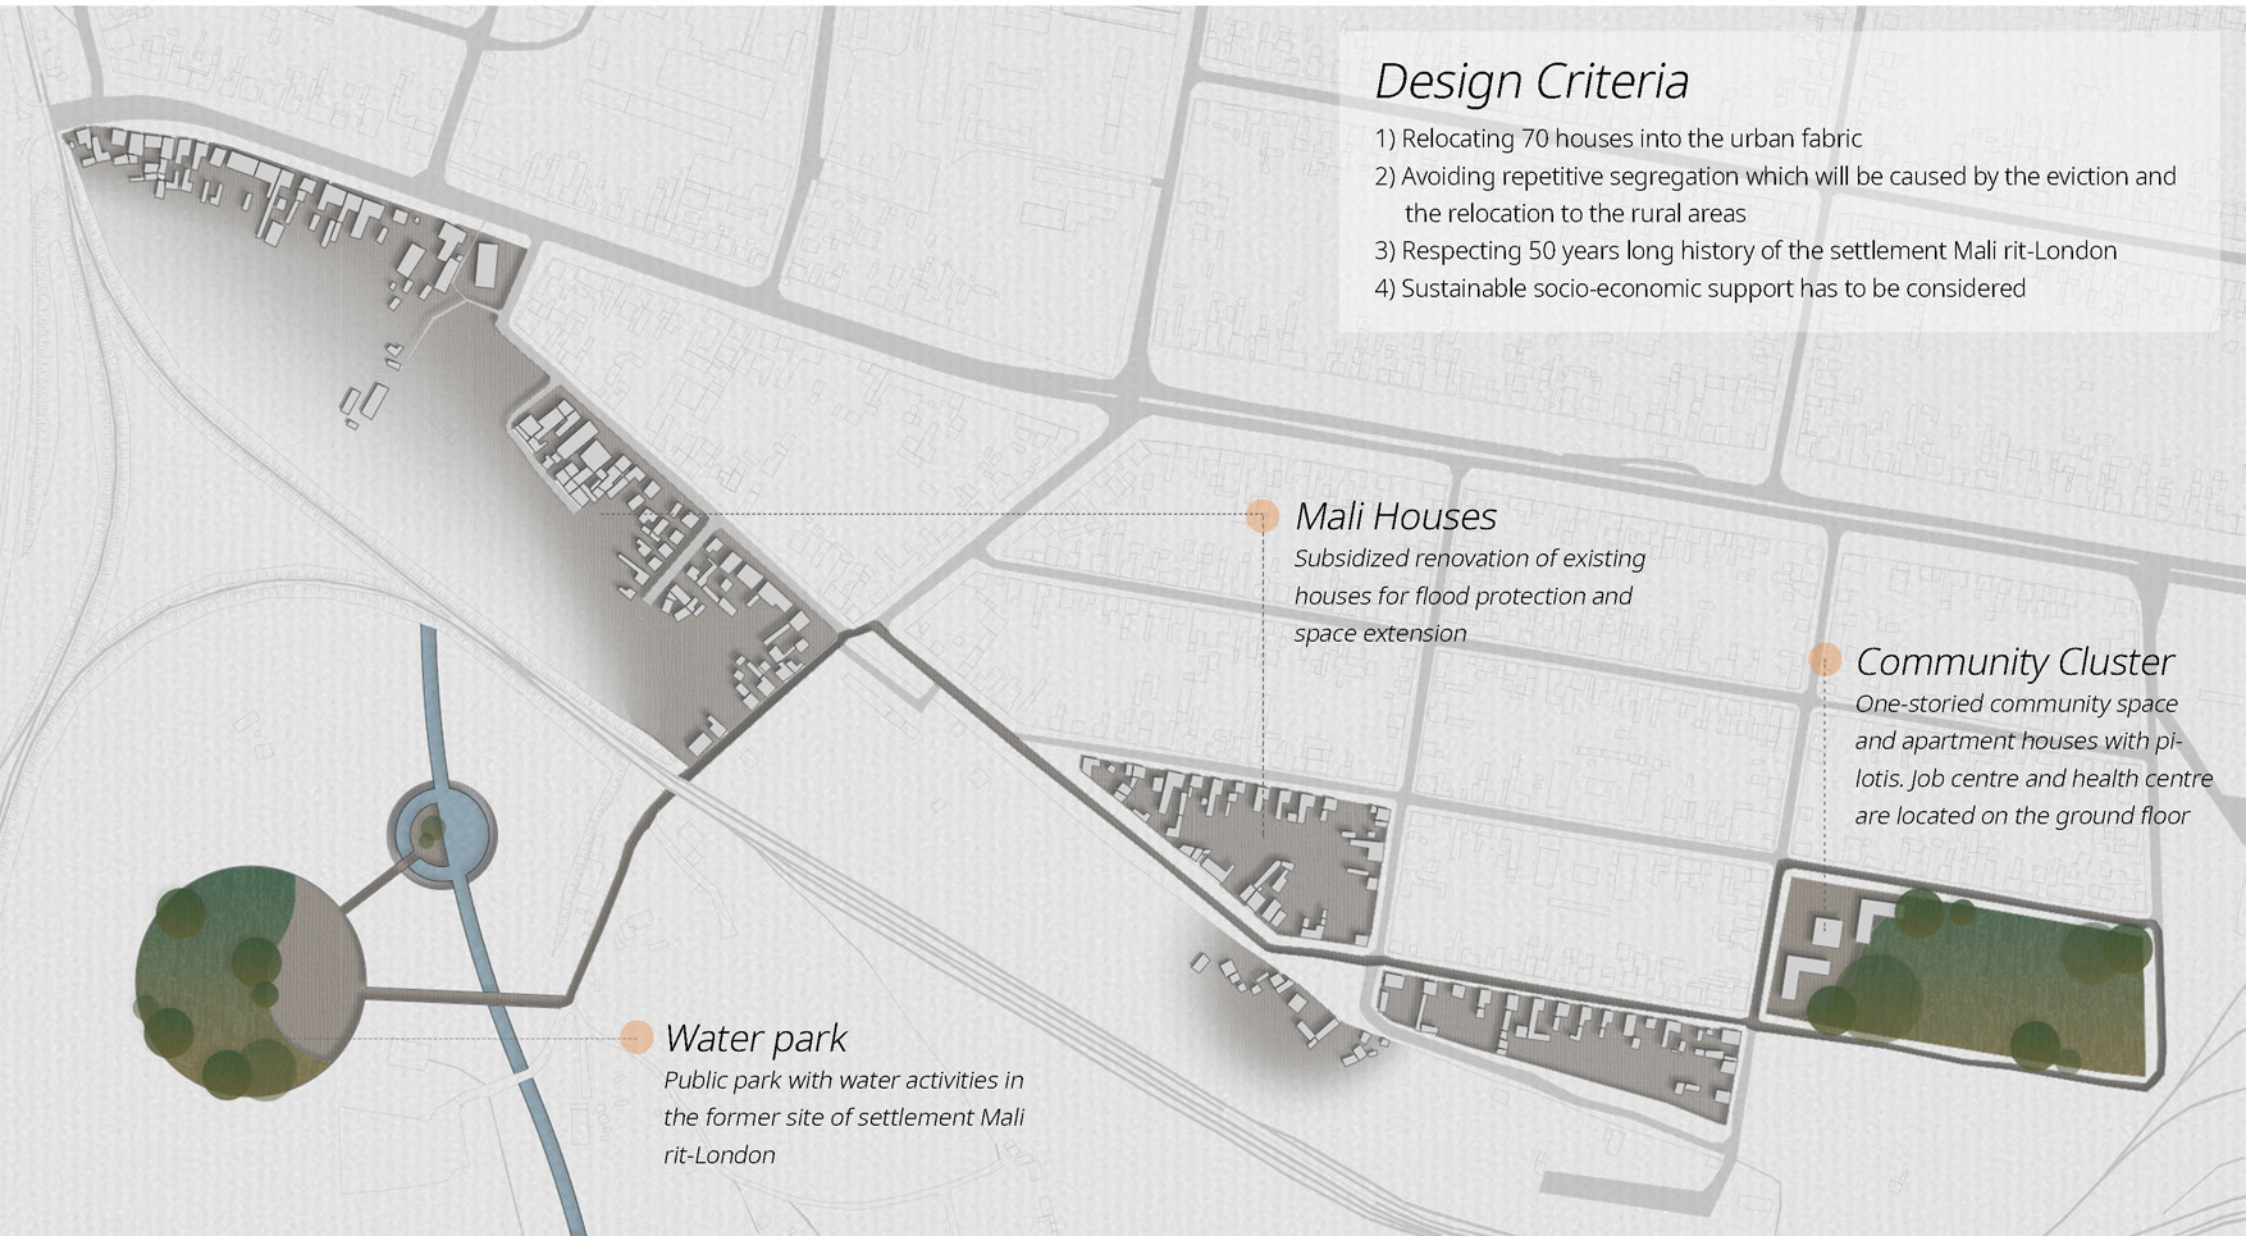 Design Criteria
1) Relocating 70 houses into the urban fabric
2) Avoiding repetitive segregation which will be caused by the eviction and
the relocation to the rural areas
3) Respecting 50 years long history of the settlement Mali rit-London
4) Sustainable socio-economic support has to be considered
Mali Houses
Subsidized renovation of existing
houses for flood protection and
space extension
Community Cluster
One-storied community space
and apartment houses with pi-
lotis. Job centre and health centre
are located on the ground floor
Water park
Public park with water activities in
the former site of settlement Mali
rit-London